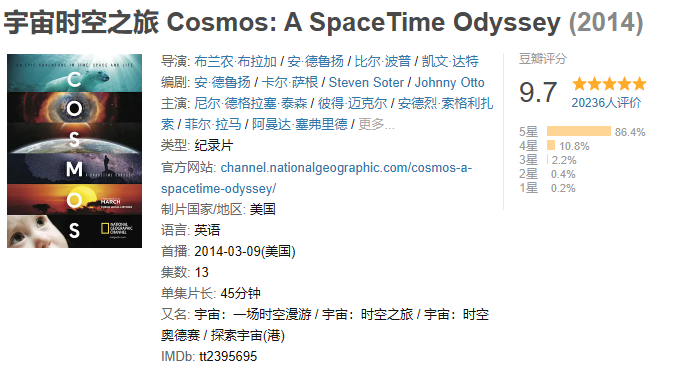 宇宙时空之旅 Cosmos: A SpaceTime Odyssey (2014)
AN EPIC ADVENTURE IN TIME, SPACE AND LIFE
COSMOS
A SPACETIME ODYSSEY
MARCH
NATIONAL GEOGRAPHIC CHANNEL
导演: 布兰农·布拉加 / 安·德鲁扬 / 比尔·波普 / 凯文·达特
编剧: 安·德鲁扬 / 卡尔·萨根 / Steven Soter / Johnny Otto
主演: 尼尔·德格拉塞·泰森 / 彼得·迈克尔 / 安德烈·索格利扎
索 / 菲尔·拉马 / 阿曼达·塞弗里德 / 更多...
类型: 纪录片
官方网站: channel.nationalgeographic.com/cosmos-a-
spacetime-odyssey/
制片国家/地区: 美国
语言: 英语
首播: 2014-03-09(美国)
集数: 13
单集片长: 45分钟
又名: 宇宙：一场时空漫游 / 宇宙：时空之旅 / 宇宙：时空
奥德赛 / 探索宇宙(港)
IMDb: tt2395695
豆瓣评分
9.7
20236人评价
5星 86.4%
4星 10.8%
3星 2.2%
2星 0.4%
1星 0.2%